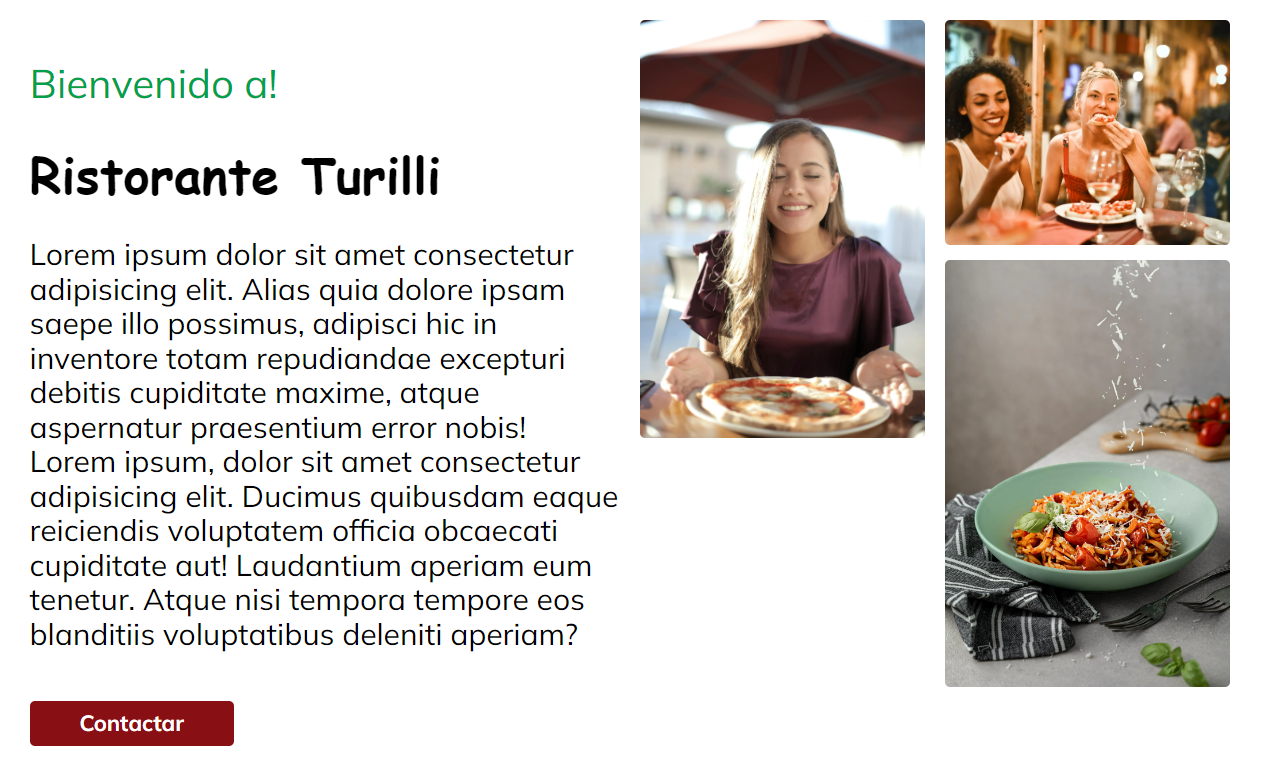 Bienvenido a!
Ristorante Turilli
Lorem ipsum dolor sit amet consectetur
adipisicing elit. Alias quia dolore ipsam
saepe illo possimus, adipisci hic in
inventore totam repudiandae excepturi
debitis cupiditate maxime, atque
aspernatur praesentium error nobis!
Lorem ipsum, dolor sit amet consectetur
adipisicing elit. Ducimus quibusdam eaque
reiciendis voluptatem officia obcaecati
cupiditate aut! Laudantium aperiam eum
tenetur. Atque nisi tempora tempore eos
blanditiis voluptatibus deleniti aperiam?
Contactar